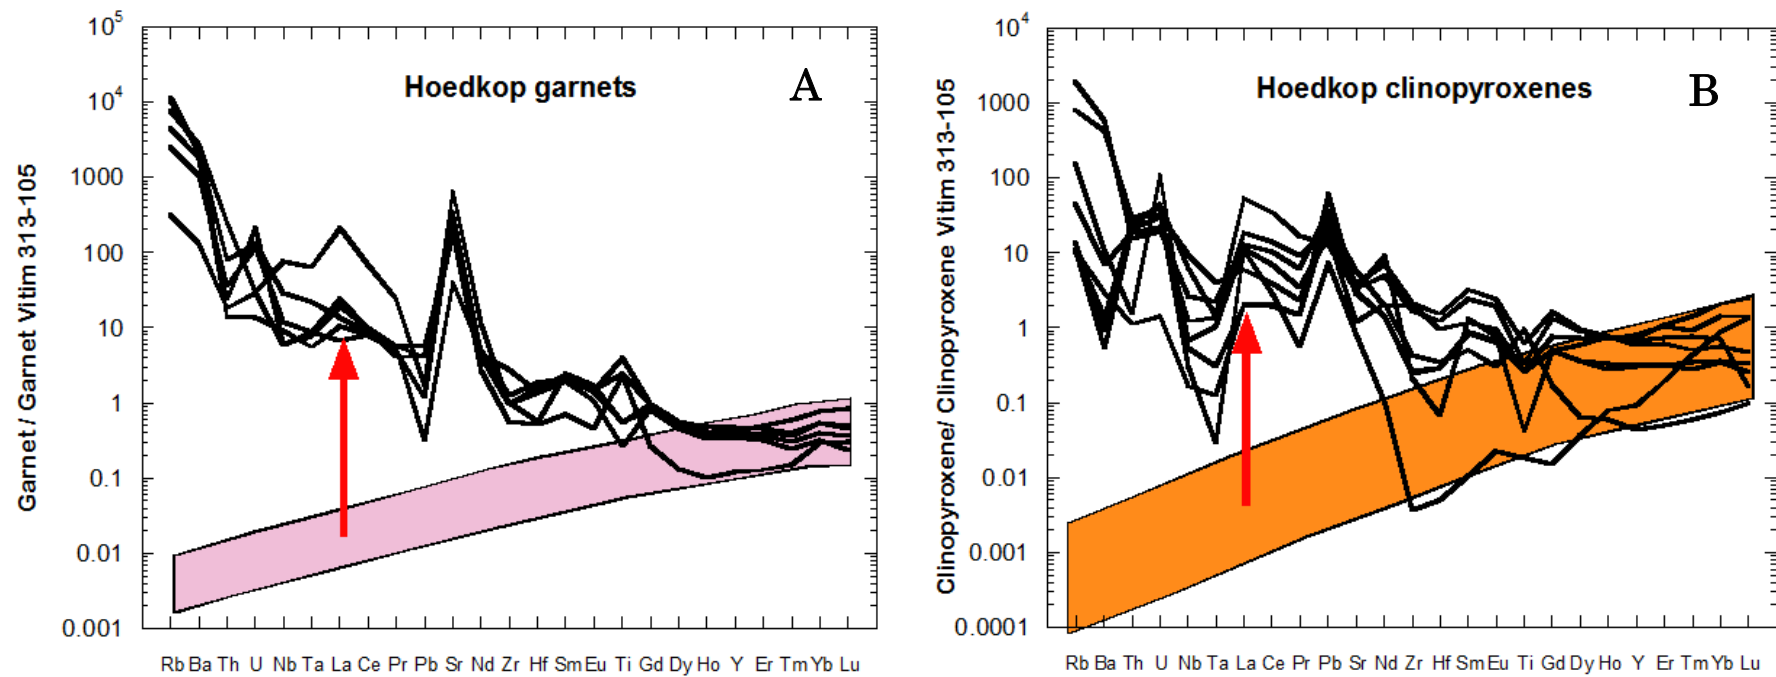 Hoedkop garnets
A
Garnet / Garnet Vitim 313-105
10^5
10^4
1000
100
10
1
0.1
0.01
0.001
Rb Ba Th U Nb Ta La Ce Pr Pb Sr Nd Zr Hf Sm Eu Ti Gd Dy Ho Y Er Tm Yb Lu
Hoedkop clinopyroxenes
B
Clinopyroxene/ Clinopyroxene Vitim 313-105
10^4
1000
100
10
1
0.1
0.01
0.001
0.0001
Rb Ba Th U Nb Ta La Ce Pr Pb Sr Nd Zr Hf Sm Eu Ti Gd Dy Ho Y Er Tm Yb Lu